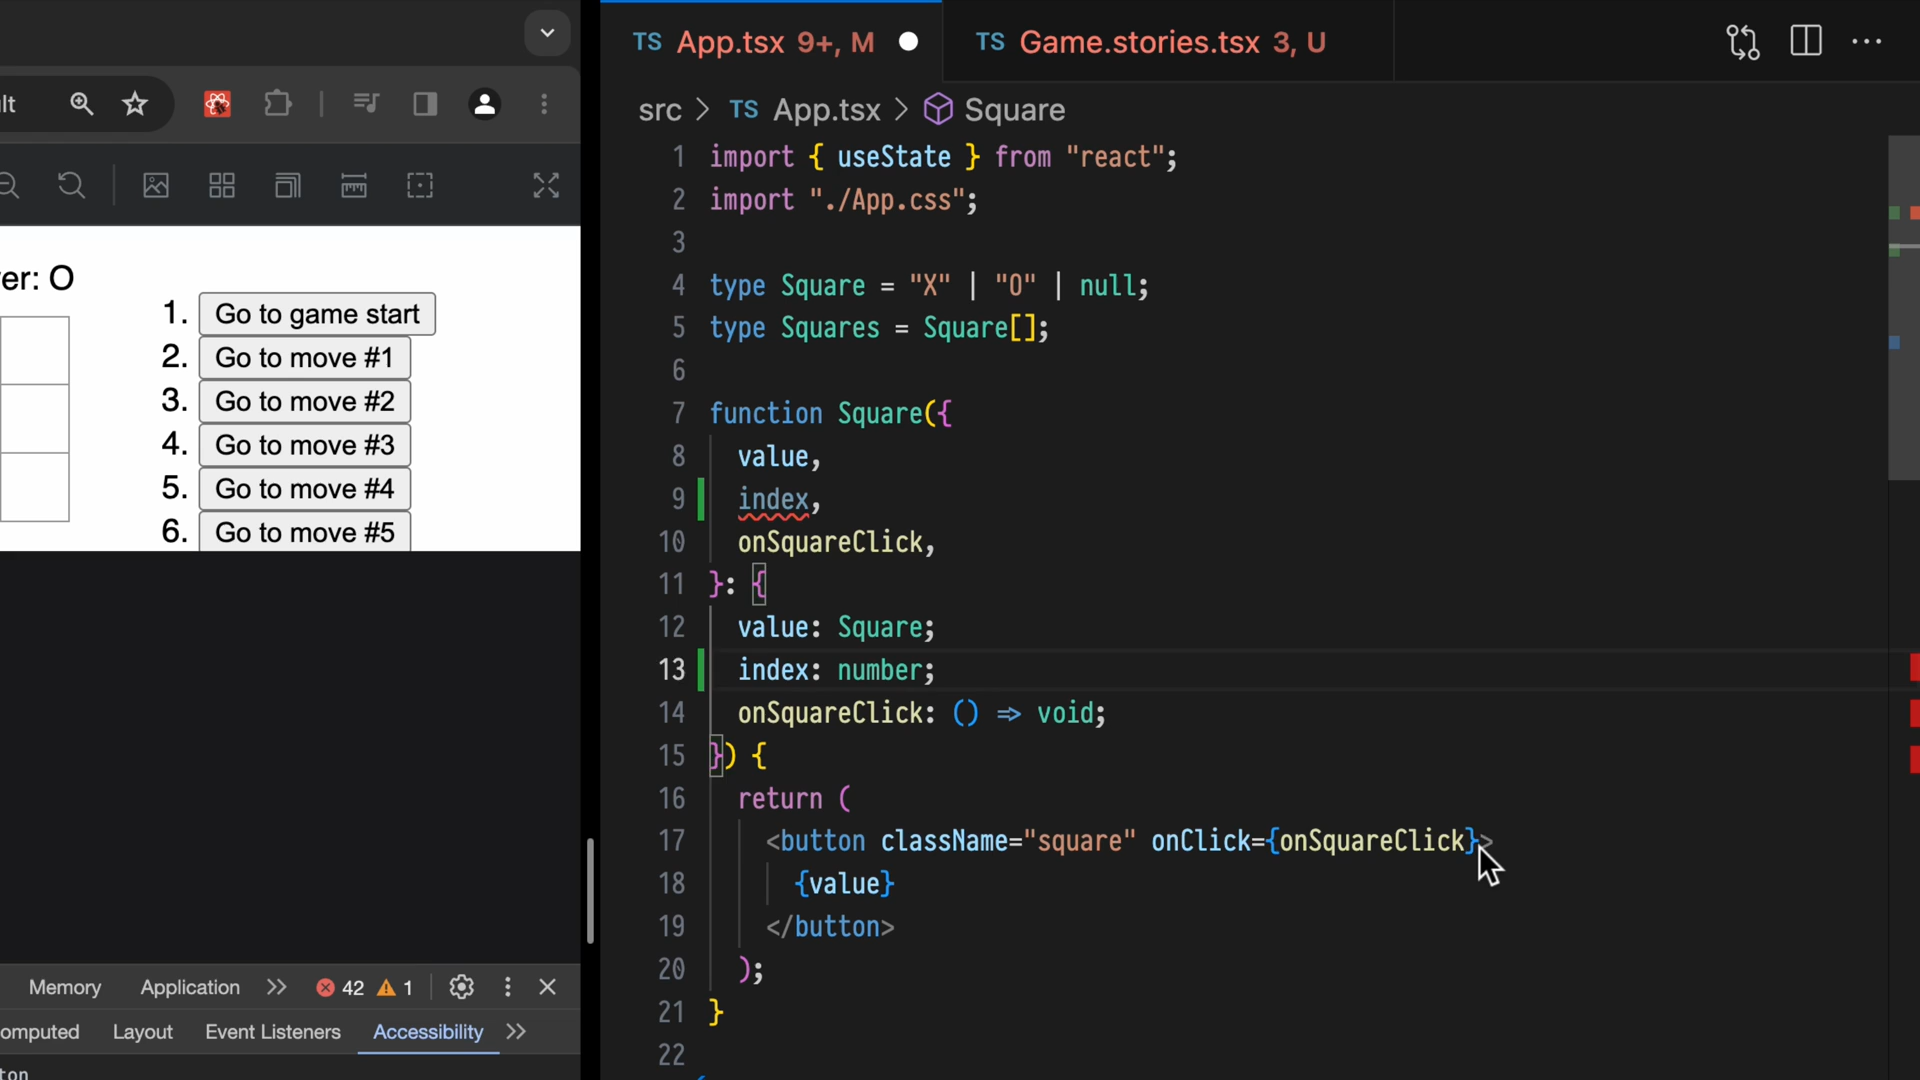 lt
er: O
1. Go to game start
2. Go to move #1
3. Go to move #2
4. Go to move #3
5. Go to move #4
6. Go to move #5
Memory Application 42 1
omputed Layout Event Listeners Accessibility
ton
TS App.tsx 9+, M
TS Game.stories.tsx 3, U
src > TS App.tsx > Square
1 import { useState } from "react";
2 import "./App.css";
3
4 type Square = "X" | "O" | null;
5 type Squares = Square[];
6
7 function Square({
8 value,
9 index,
10 onSquareClick,
11 }: {
12 value: Square;
13 index: number;
14 onSquareClick: () => void;
15 }) {
16 return (
17 <button className="square" onClick={onSquareClick}>
18 {value}
19 </button>
20 );
21 }
22